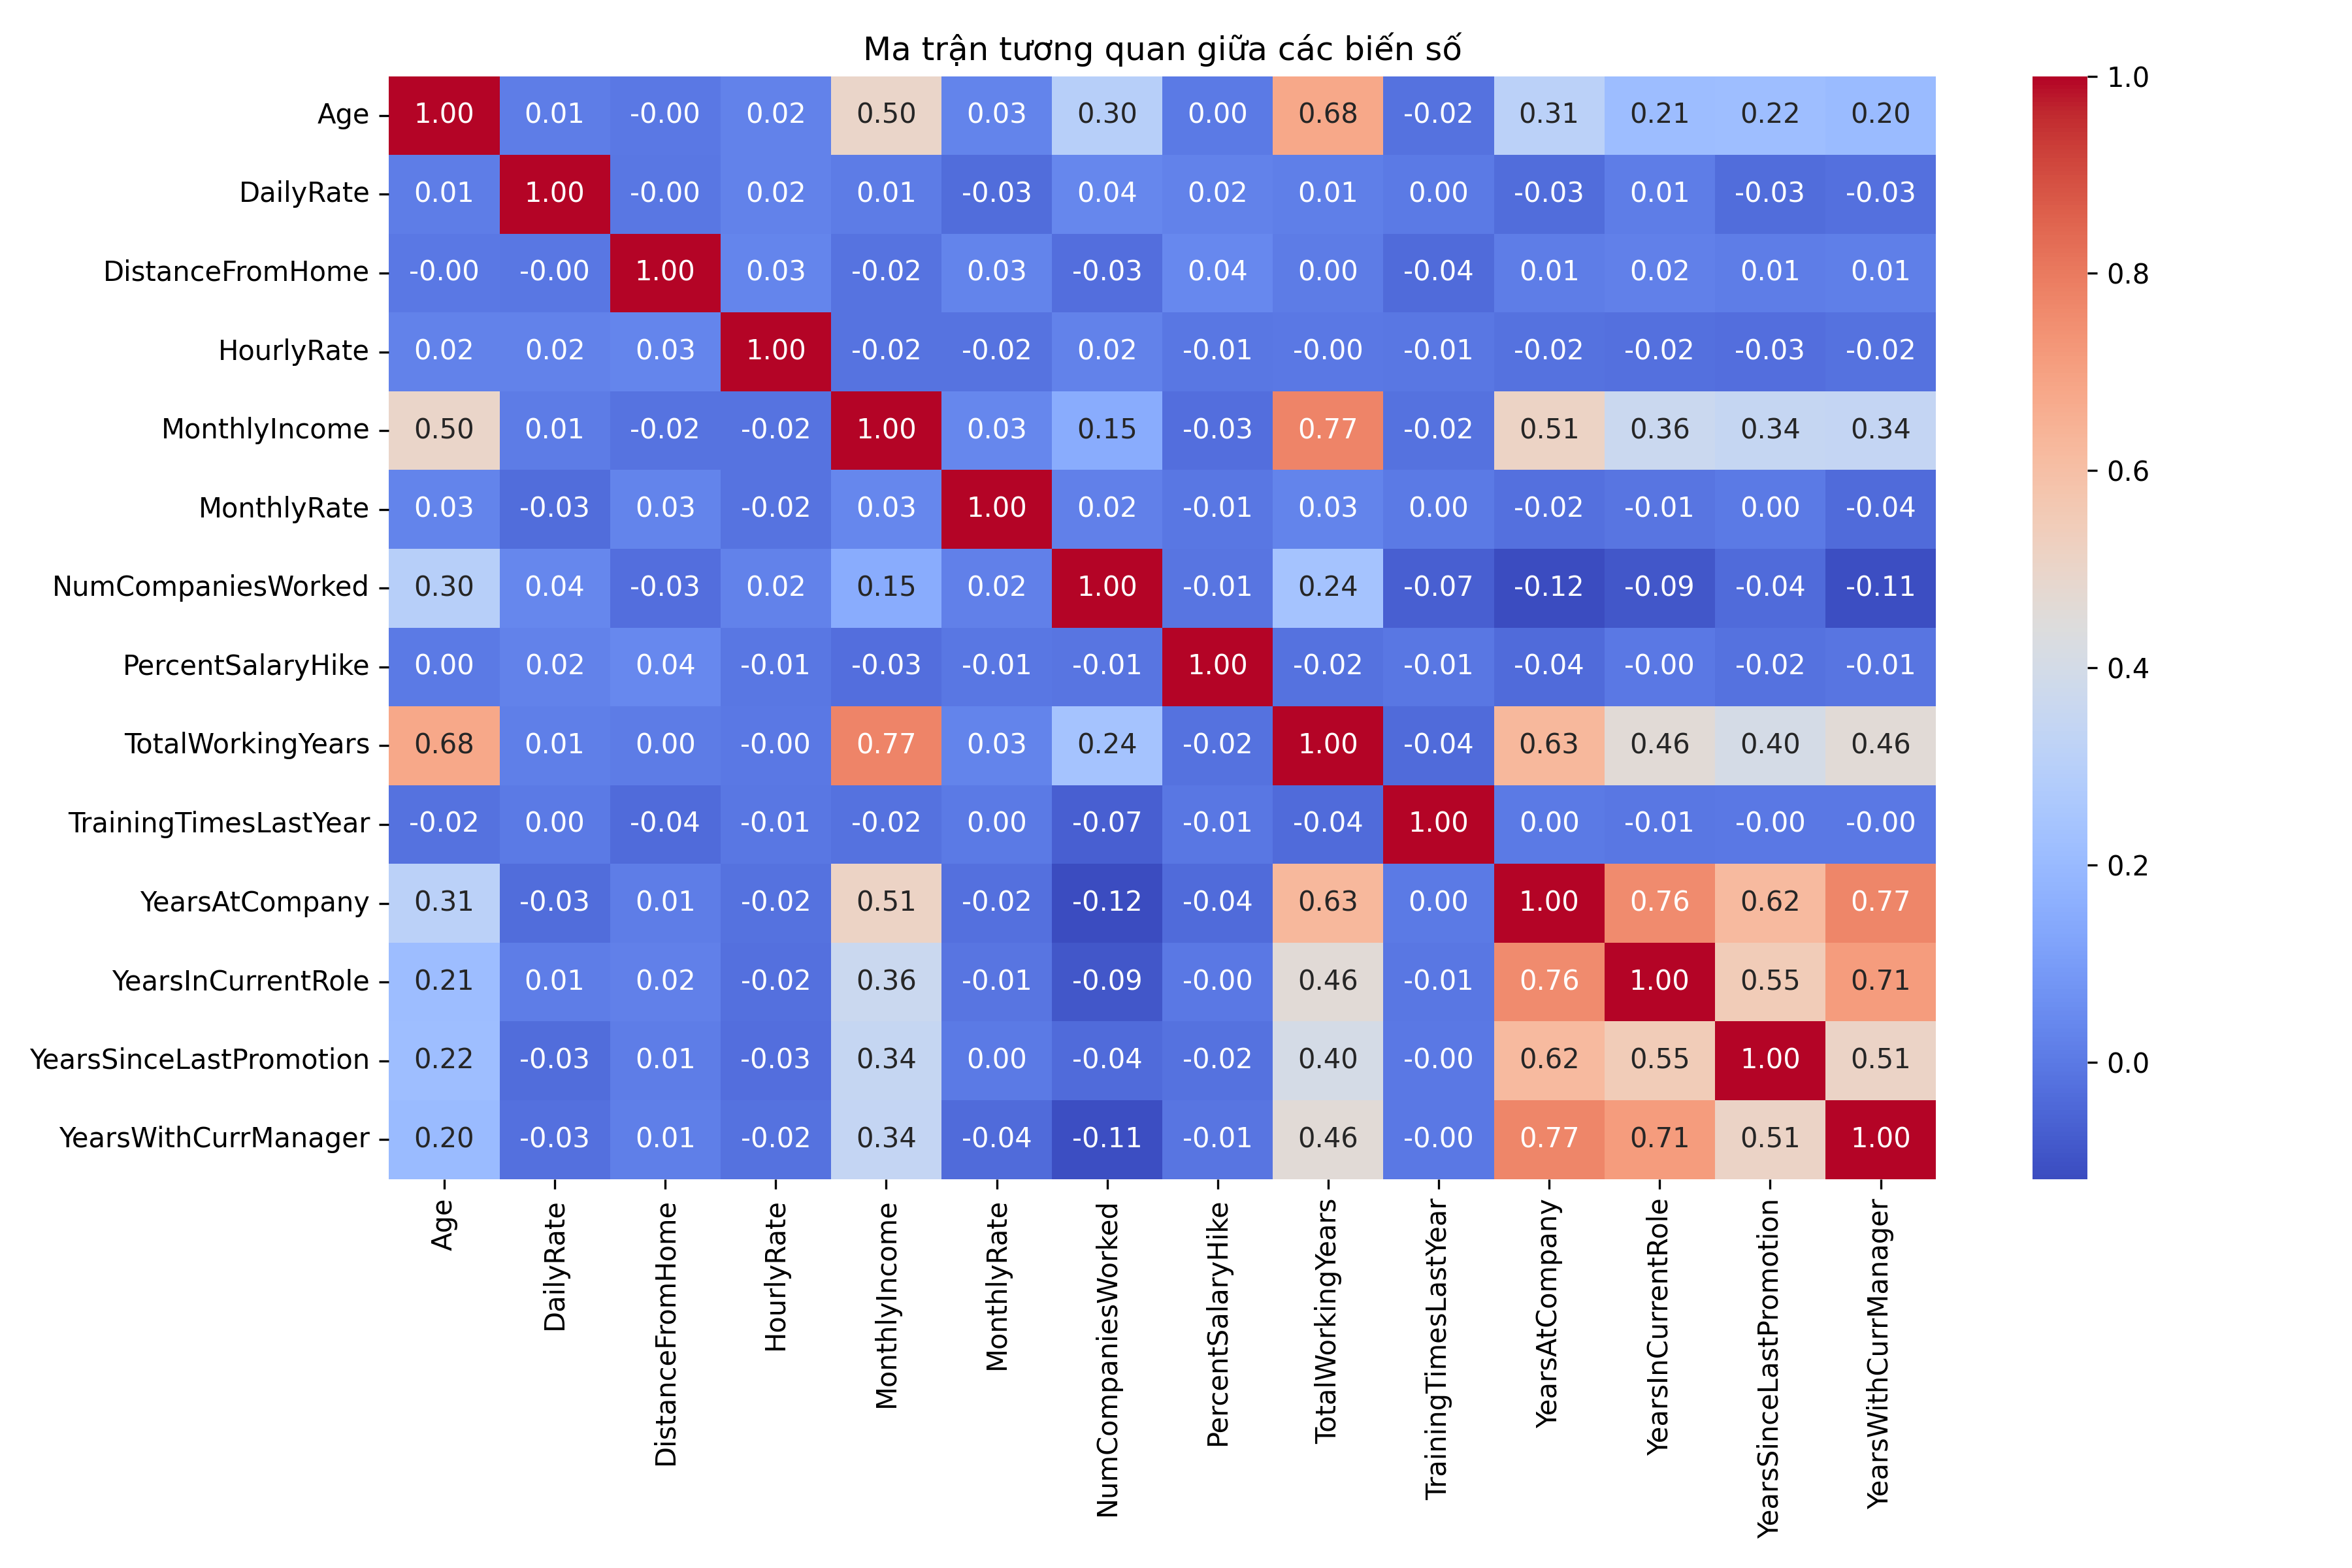 Ma trận tương quan giữa các biến số
Age 1.00 0.01 -0.00 0.02 0.50 0.03 0.30 0.00 0.68 -0.02 0.31 0.21 0.22 0.20
DailyRate 0.01 1.00 -0.00 0.02 0.01 -0.03 0.04 0.02 0.01 0.00 -0.03 0.01 -0.03 -0.03
DistanceFromHome -0.00 -0.00 1.00 0.03 -0.02 0.03 -0.03 0.04 0.00 -0.04 0.01 0.02 0.01 0.01
HourlyRate 0.02 0.02 0.03 1.00 -0.02 -0.02 0.02 -0.01 -0.00 -0.01 -0.02 -0.02 -0.03 -0.02
MonthlyIncome 0.50 0.01 -0.02 -0.02 1.00 0.03 0.15 -0.03 0.77 -0.02 0.51 0.36 0.34 0.34
MonthlyRate 0.03 -0.03 0.03 -0.02 0.03 1.00 0.02 -0.01 0.03 0.00 -0.02 -0.01 0.00 -0.04
NumCompaniesWorked 0.30 0.04 -0.03 0.02 0.15 0.02 1.00 -0.01 0.24 -0.07 -0.12 -0.09 -0.04 -0.11
PercentSalaryHike 0.00 0.02 0.04 -0.01 -0.03 -0.01 -0.01 1.00 -0.02 -0.01 -0.04 -0.00 -0.02 -0.01
TotalWorkingYears 0.68 0.01 0.00 -0.00 0.77 0.03 0.24 -0.02 1.00 -0.04 0.63 0.46 0.40 0.46
TrainingTimesLastYear -0.02 0.00 -0.04 -0.01 -0.02 0.00 -0.07 -0.01 -0.04 1.00 0.00 -0.01 -0.00 -0.00
YearsAtCompany 0.31 -0.03 0.01 -0.02 0.51 -0.02 -0.12 -0.04 0.63 0.00 1.00 0.76 0.62 0.77
YearsInCurrentRole 0.21 0.01 0.02 -0.02 0.36 -0.01 -0.09 -0.00 0.46 -0.01 0.76 1.00 0.55 0.71
YearsSinceLastPromotion 0.22 -0.03 0.01 -0.03 0.34 0.00 -0.04 -0.02 0.40 -0.00 0.62 0.55 1.00 0.51
YearsWithCurrManager 0.20 -0.03 0.01 -0.02 0.34 -0.04 -0.11 -0.01 0.46 -0.00 0.77 0.71 0.51 1.00
Age
DailyRate
DistanceFromHome
HourlyRate
MonthlyIncome
MonthlyRate
NumCompaniesWorked
PercentSalaryHike
TotalWorkingYears
TrainingTimesLastYear
YearsAtCompany
YearsInCurrentRole
YearsSinceLastPromotion
YearsWithCurrManager
1.0
0.8
0.6
0.4
0.2
0.0